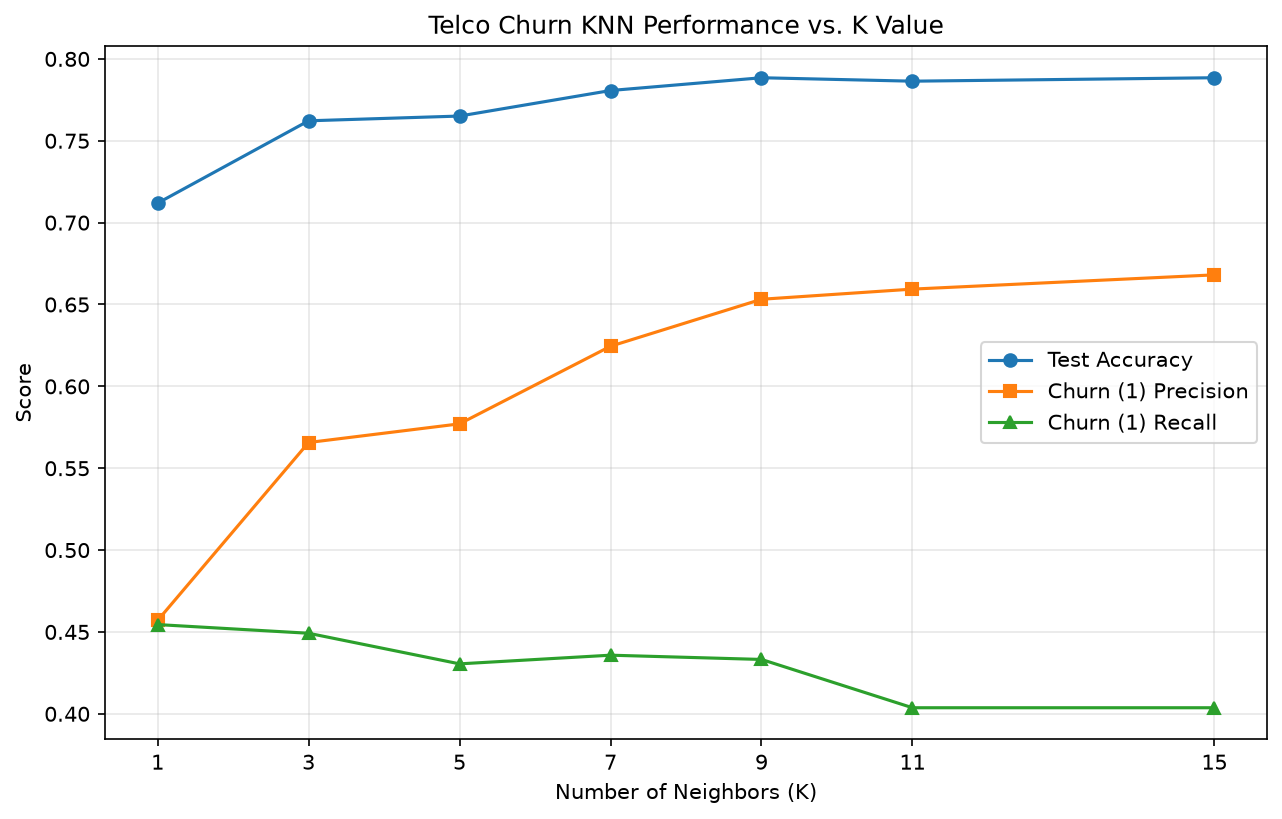 Telco Churn KNN Performance vs. K Value
0.80
0.75
0.70
0.65
0.60
0.55
0.50
0.45
0.40
Score
Test Accuracy
Churn (1) Precision
Churn (1) Recall
1 3 5 7 9 11 15
Number of Neighbors (K)